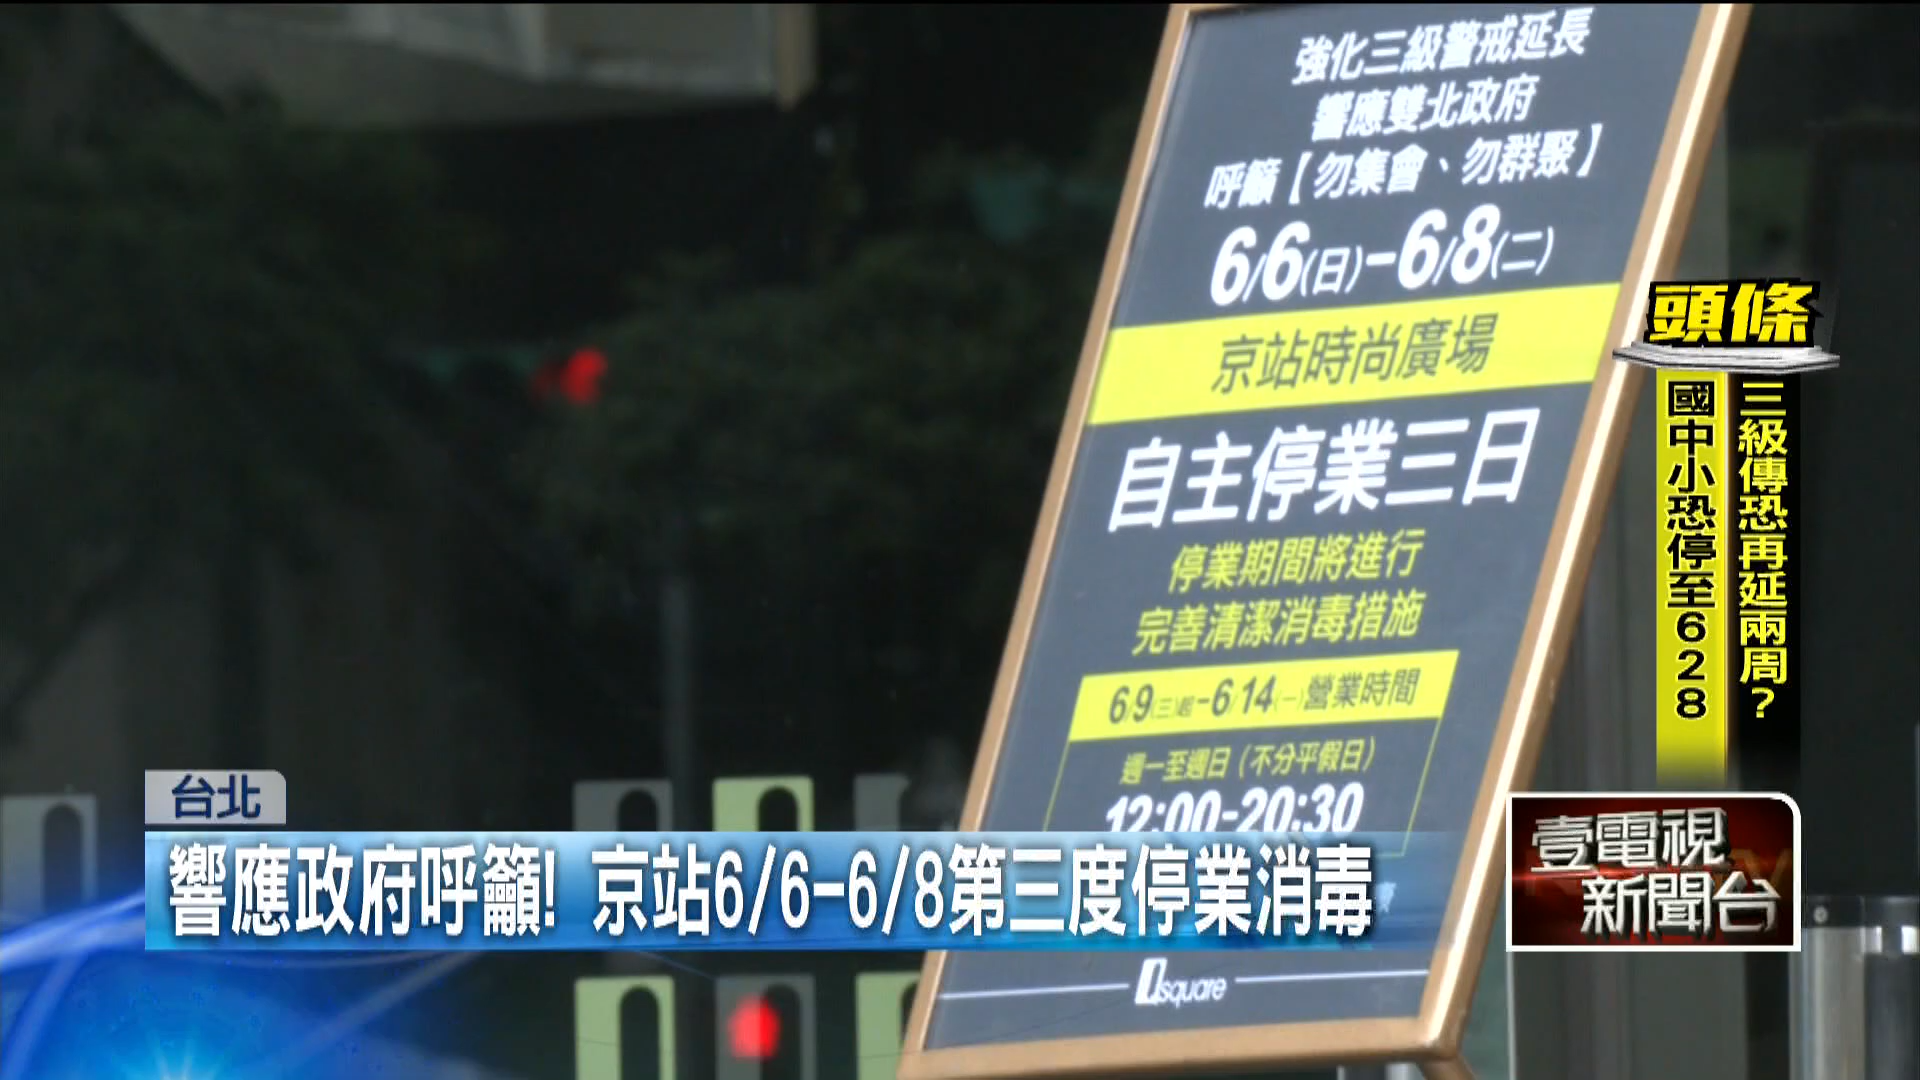 強化三級警戒延長
響應雙北政府
呼籲【勿集會、勿群聚】
6/6(日)-6/8(二)
京站時尚廣場
自主停業三日
停業期間將進行
完善清潔消毒措施
6/9(三)起-6/14(一)營業時間
週一至週日(不分平假日)
12:00-20:30
Qsquare
頭條
三級傳恐再延兩周?
國中小恐停至628
台北
響應政府呼籲! 京站6/6-6/8第三度停業消毒
壹電視
新聞台